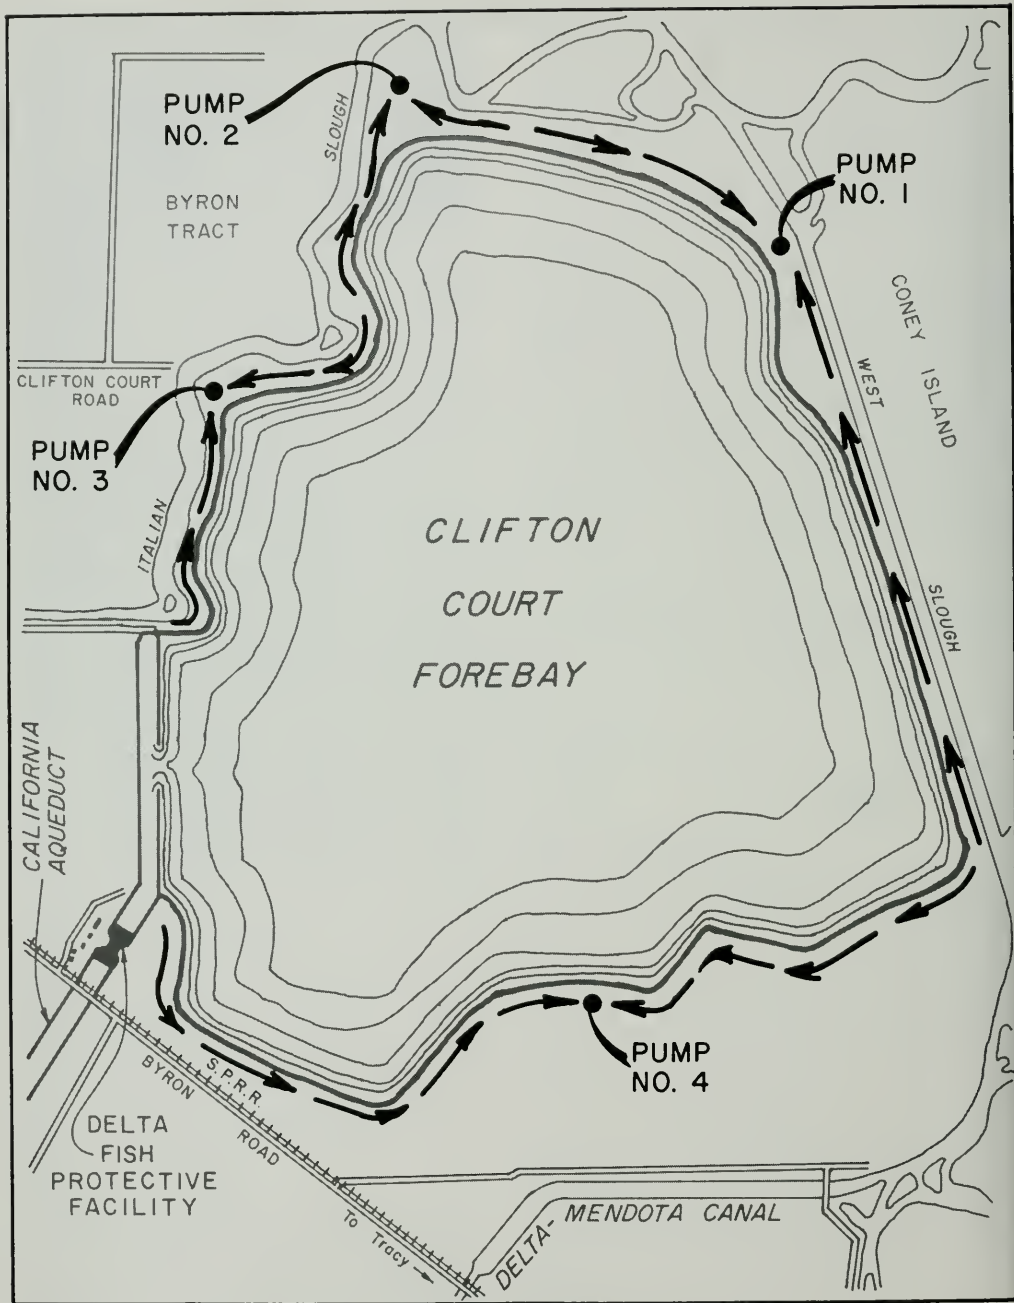 PUMP
NO. 2
SLOUGH
BYRON
TRACT
PUMP
NO. 1
CONEY ISLAND
WEST
SLOUGH
CLIFTON COURT
ROAD
PUMP
NO. 3
ITALIAN
CLIFTON
COURT
FOREBAY
CALIFORNIA
AQUEDUCT
PUMP
NO. 4
S.P.R.R.
BYRON ROAD
To Tracy
DELTA
FISH
PROTECTIVE
FACILITY
DELTA-MENDOTA CANAL